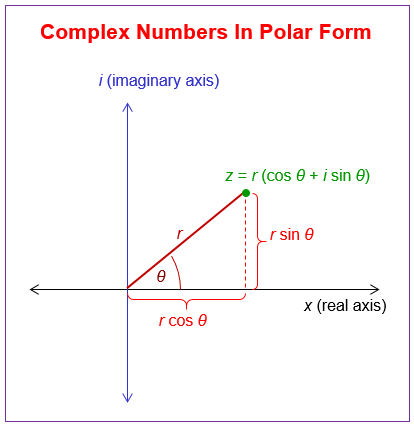 Complex Numbers In Polar Form
i (imaginary axis)
z = r (cos θ + i sin θ)
r
r sin θ
θ
x (real axis)
r cos θ